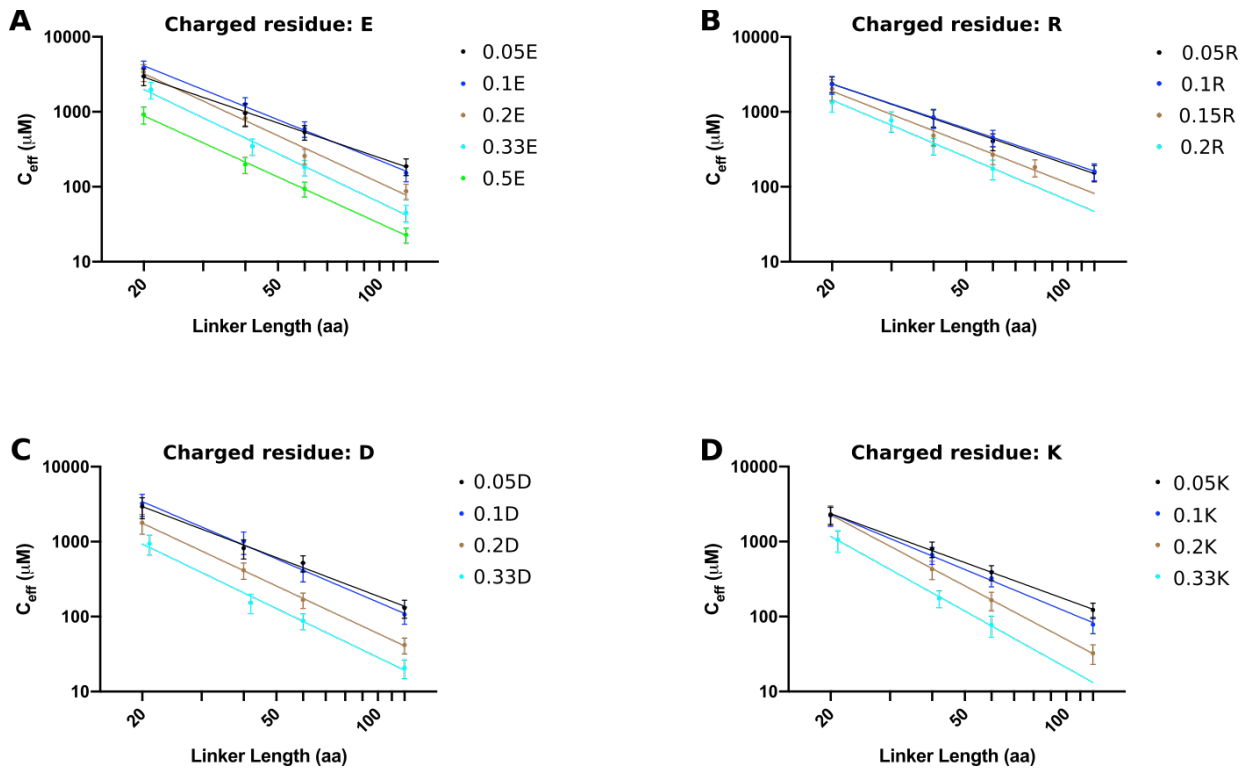 A
Charged residue: E
10000
1000
100
10
C_eff (μM)
20
50
100
Linker Length (aa)
0.05E
0.1E
0.2E
0.33E
0.5E
B
Charged residue: R
10000
1000
100
10
C_eff (μM)
20
50
100
Linker Length (aa)
0.05R
0.1R
0.15R
0.2R
C
Charged residue: D
10000
1000
100
10
C_eff (μM)
20
50
100
Linker Length (aa)
0.05D
0.1D
0.2D
0.33D
D
Charged residue: K
10000
1000
100
10
C_eff (μM)
20
50
100
Linker Length (aa)
0.05K
0.1K
0.2K
0.33K